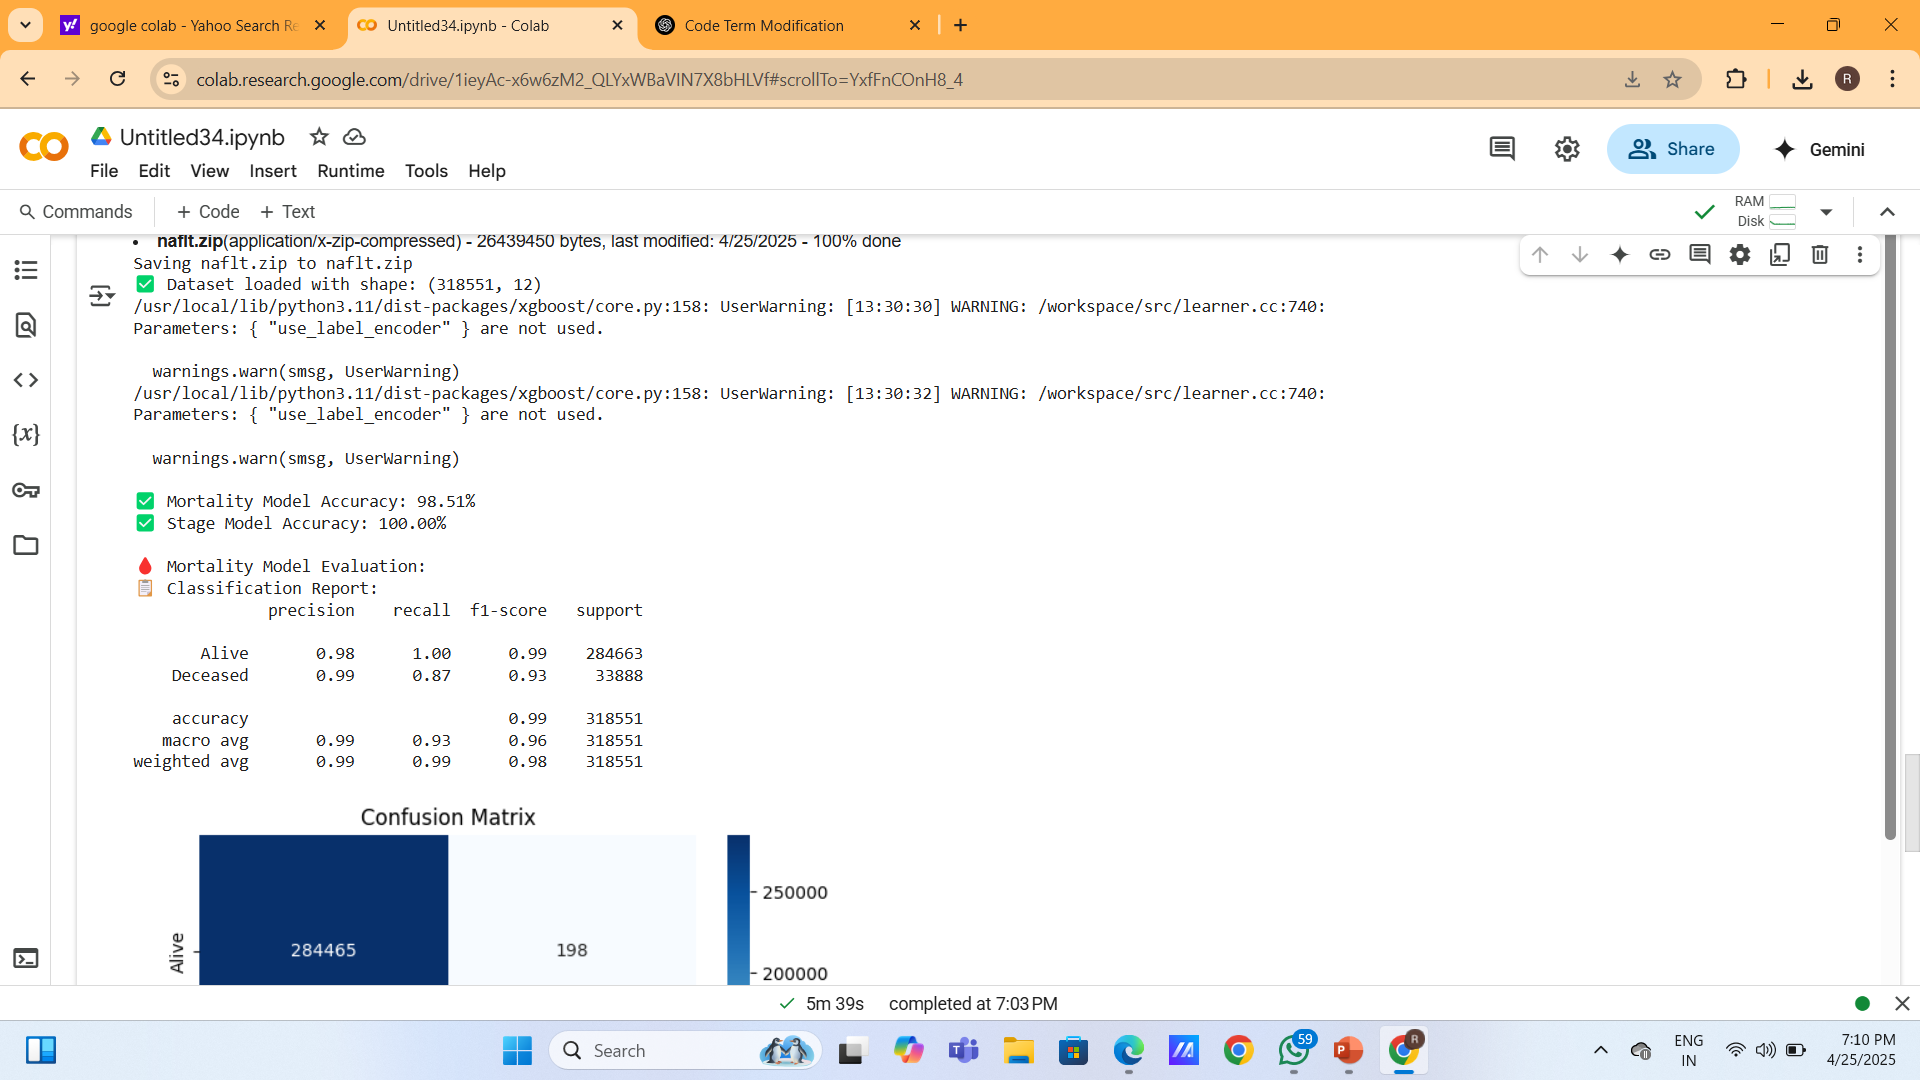 google colab - Yahoo Search Re
Untitled34.ipynb - Colab
Code Term Modification
colab.research.google.com/drive/1ieyAc-x6w6zM2_QLYxWBaVIN7X8bHLVf#scrollTo=YxfFnCOnH8_4
R
Untitled34.ipynb
File Edit View Insert Runtime Tools Help
Share
Gemini
Commands
+ Code + Text
RAM
Disk
• naflt.zip(application/x-zip-compressed) - 26439450 bytes, last modified: 4/25/2025 - 100% done
Saving naflt.zip to naflt.zip
✅ Dataset loaded with shape: (318551, 12)
/usr/local/lib/python3.11/dist-packages/xgboost/core.py:158: UserWarning: [13:30:30] WARNING: /workspace/src/learner.cc:740:
Parameters: { "use_label_encoder" } are not used.
warnings.warn(smsg, UserWarning)
/usr/local/lib/python3.11/dist-packages/xgboost/core.py:158: UserWarning: [13:30:32] WARNING: /workspace/src/learner.cc:740:
Parameters: { "use_label_encoder" } are not used.
warnings.warn(smsg, UserWarning)
✅ Mortality Model Accuracy: 98.51%
✅ Stage Model Accuracy: 100.00%
🩸 Mortality Model Evaluation:
📋 Classification Report:
precision recall f1-score support
Alive 0.98 1.00 0.99 284663
Deceased 0.99 0.87 0.93 33888
accuracy 0.99 318551
macro avg 0.99 0.93 0.96 318551
weighted avg 0.99 0.99 0.98 318551
Confusion Matrix
250000
Alive
284465 198
200000
5m 39s completed at 7:03 PM
Search
59
R
ENG
IN
7:10 PM
4/25/2025